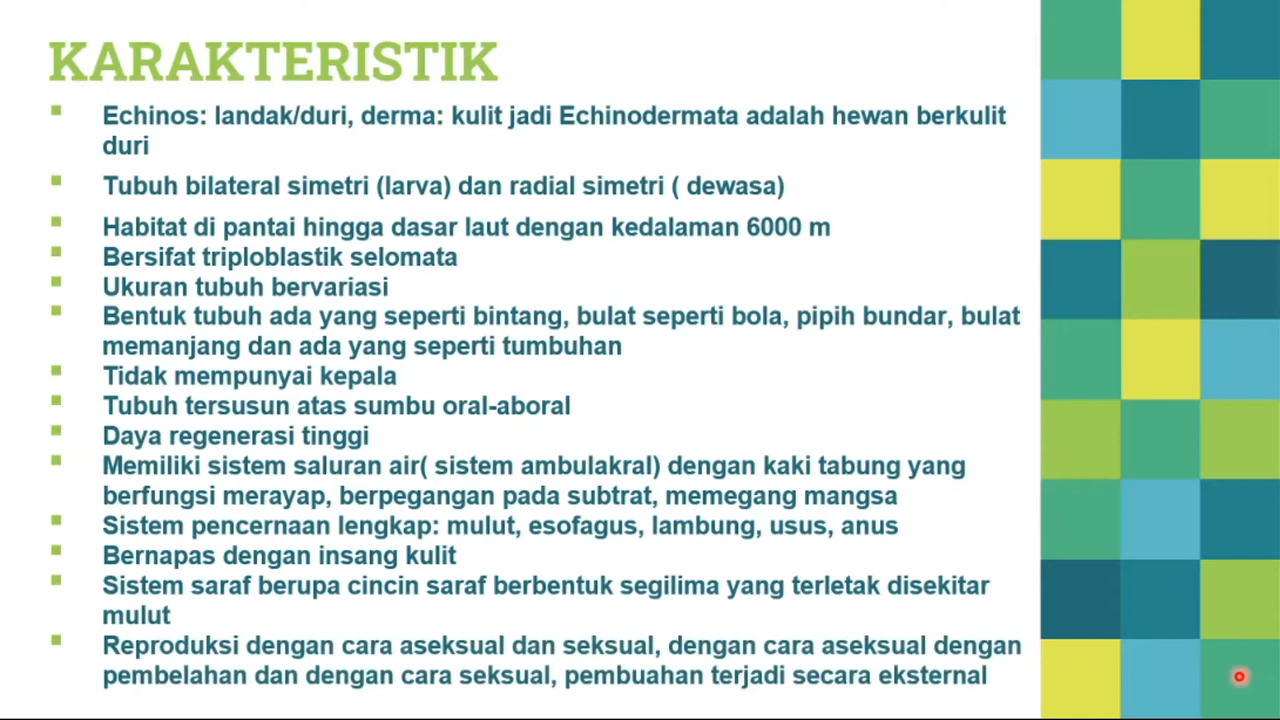 KARAKTERISTIK
Echinos: landak/duri, derma: kulit jadi Echinodermata adalah hewan berkulit
duri
Tubuh bilateral simetri (larva) dan radial simetri ( dewasa)
Habitat di pantai hingga dasar laut dengan kedalaman 6000 m
Bersifat triploblastik selomata
Ukuran tubuh bervariasi
Bentuk tubuh ada yang seperti bintang, bulat seperti bola, pipih bundar, bulat
memanjang dan ada yang seperti tumbuhan
Tidak mempunyai kepala
Tubuh tersusun atas sumbu oral-aboral
Daya regenerasi tinggi
Memiliki sistem saluran air( sistem ambulakral) dengan kaki tabung yang
berfungsi merayap, berpegangan pada subtrat, memegang mangsa
Sistem pencernaan lengkap: mulut, esofagus, lambung, usus, anus
Bernapas dengan insang kulit
Sistem saraf berupa cincin saraf berbentuk segilima yang terletak disekitar
mulut
Reproduksi dengan cara aseksual dan seksual, dengan cara aseksual dengan
pembelahan dan dengan cara seksual, pembuahan terjadi secara eksternal